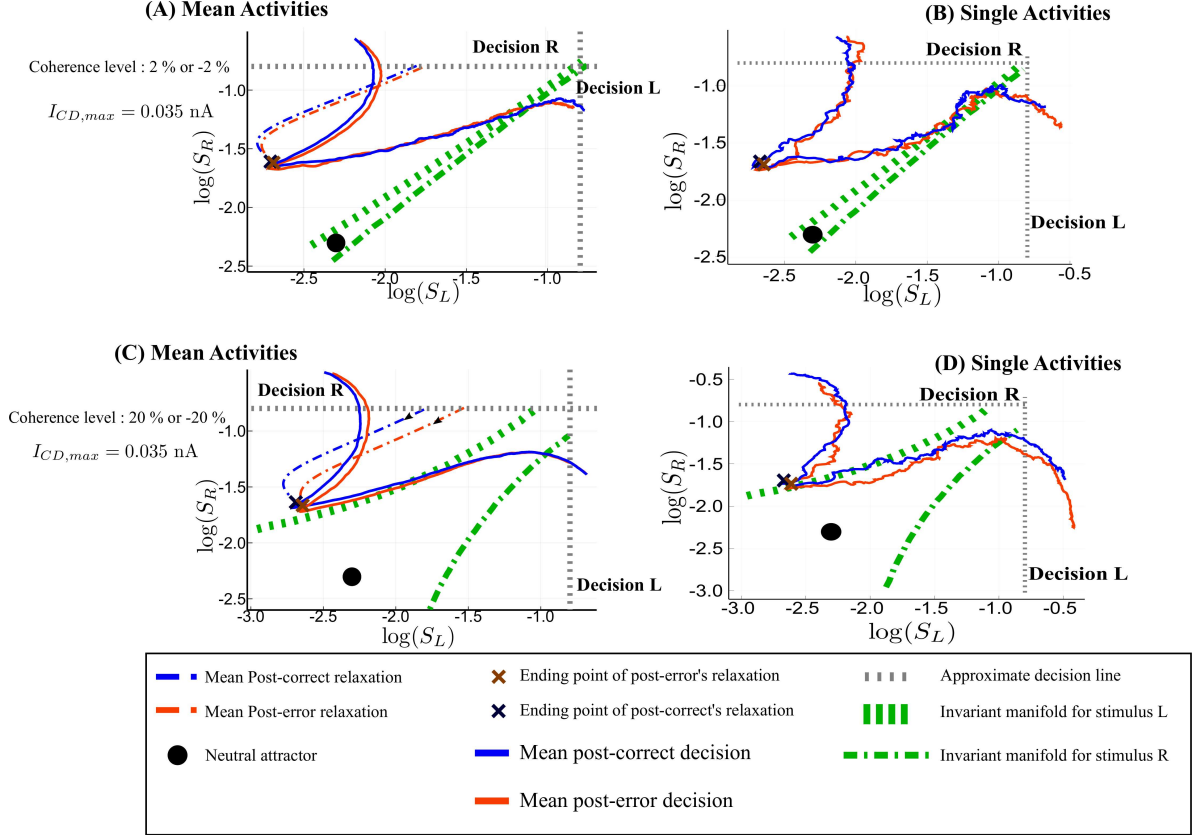 (A) Mean Activities
(B) Single Activities
Coherence level : 2 % or -2 %
I_{CD,max} = 0.035 nA
Decision R
Decision L
-1.0
-1.5
-2.0
-2.5
log(S_R)
-2.5 -2.0 -1.5 -1.0
log(S_L)
Decision R
-1.0
-1.5
-2.0
-2.5
log(S_R)
Decision L
-2.5 -2.0 -1.5 -1.0 -0.5
log(S_L)
(C) Mean Activities
(D) Single Activities
Coherence level : 20 % or -20 %
I_{CD,max} = 0.035 nA
Decision R
-1.0
-1.5
-2.0
-2.5
log(S_R)
Decision L
-3.0 -2.5 -2.0 -1.5 -1.0
log(S_L)
Decision R
-0.5
-1.0
-1.5
-2.0
-2.5
-3.0
log(S_R)
Decision L
-3.0 -2.5 -2.0 -1.5 -1.0 -0.5
log(S_L)
Mean Post-correct relaxation
Mean Post-error relaxation
Neutral attractor
Ending point of post-error's relaxation
Ending point of post-correct's relaxation
Mean post-correct decision
Mean post-error decision
Approximate decision line
Invariant manifold for stimulus L
Invariant manifold for stimulus R